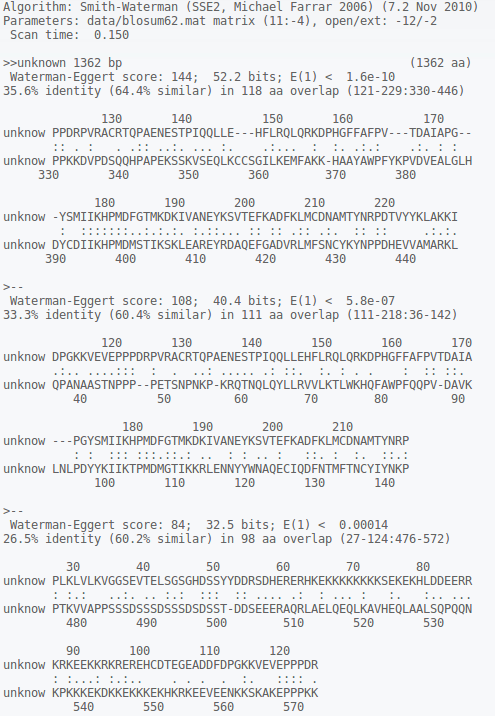 Algorithm: Smith-Waterman (SSE2, Michael Farrar 2006) (7.2 Nov 2010)
Parameters: data/blosum62.mat matrix (11:-4), open/ext: -12/-2
 Scan time:  0.150

>>unknown 1362 bp                                         (1362 aa)
 Waterman-Eggert score: 144;  52.2 bits; E(1) <  1.6e-10
35.6% identity (64.4% similar) in 118 aa overlap (121-229:330-446)

              130       140          150       160          170
unknow PPDRPVRACRTQPAENESTPIQQLLE---HFLRQLQRKDPHGFFAFPV---TDAIAPG--
       :: . :  . .:: ..:. ... :.    .:...  : :. .:.:    .:. : :
unknow PPKKDVPDSQQHPAPEKSSKVSEQLKCCSGILKEMFAKK-HAAYAWPFYKPVDVEALGLH
     330       340       350       360        370       380

             180       190       200       210       220
unknow -YSMIIKHPMDFGTMKDKIVANEYKSVTEFKADFKLMCDNAMTYNRPDTVYYKLAKKI
        :  :::::::..:.:.:. :.::... :: :: .:: .:.  :: ::     .:.:.
unknow DYCDIIKHPMDMSTIKSKLEAREYRDAQEFGADVRLMFSNCYKYNPPDHEVVAMARKL
      390       400       410       420       430       440

>--
 Waterman-Eggert score: 108;  40.4 bits; E(1) <  5.8e-07
33.3% identity (60.4% similar) in 111 aa overlap (111-218:36-142)

              120       130       140       150       160       170
unknow DPGKKVEVEPPPDRPVRACRTQPAENESTPIQQLLEHFLRQLQRKDPHGFFAFPVTDAIA
       .:.. ....:::  :  .  ..: ..... .: ::.  :. : . .    :  :: ::.
unknow QPANAASTNPPP--PETSNPNKP-KRQTNQLQYLLRVVLKTLWKHQFAWPFQQPV-DAVK
          40          50         60        70        80         90

                 180       190       200       210
unknow ---PGYSMIIKHPMDFGTMKDKIVANEYKSVTEFKADFKLMCDNAMTYNRP
          : :  ::: :::.::.: ..  : : .. :   ::. :  :.  ::.:
unknow LNLPDYYKIIKTPMDMGTIKKRLENNYYWNAQECIQDFNTMFTNCYIYNKP
             100       110       120       130       140

>--
 Waterman-Eggert score: 84;  32.5 bits; E(1) <  0.00014
26.5% identity (60.2% similar) in 98 aa overlap (27-124:476-572)

         30        40        50        60        70        80
unknow PLKLVLKVGGSEVTELSGSGHDSSYYDDRSDHERERHKEKKKKKKKKSEKEKHLDDEERR
       : :.:   ..:. .. :.:  :::  :: .... .:  : ... :   :.   :.. ...
unknow PTKVVAPPSSSDSSSDSSSDSDSST-DDSEEERAQRLAELQEQLKAVHEQLAALSQPQQN
         480       490       500        510       520       530

         90       100       110       120
unknow KRKEEKKRKREREHCDTEGEADDFDPGKKVEVEPPPDR
       : :...: :.:..    . . .  .  :.   :::: .
unknow KPKKKEKDKKEKKKEKHKRKEEVEENKKSKAKEPPPKK
          540       550       560       570